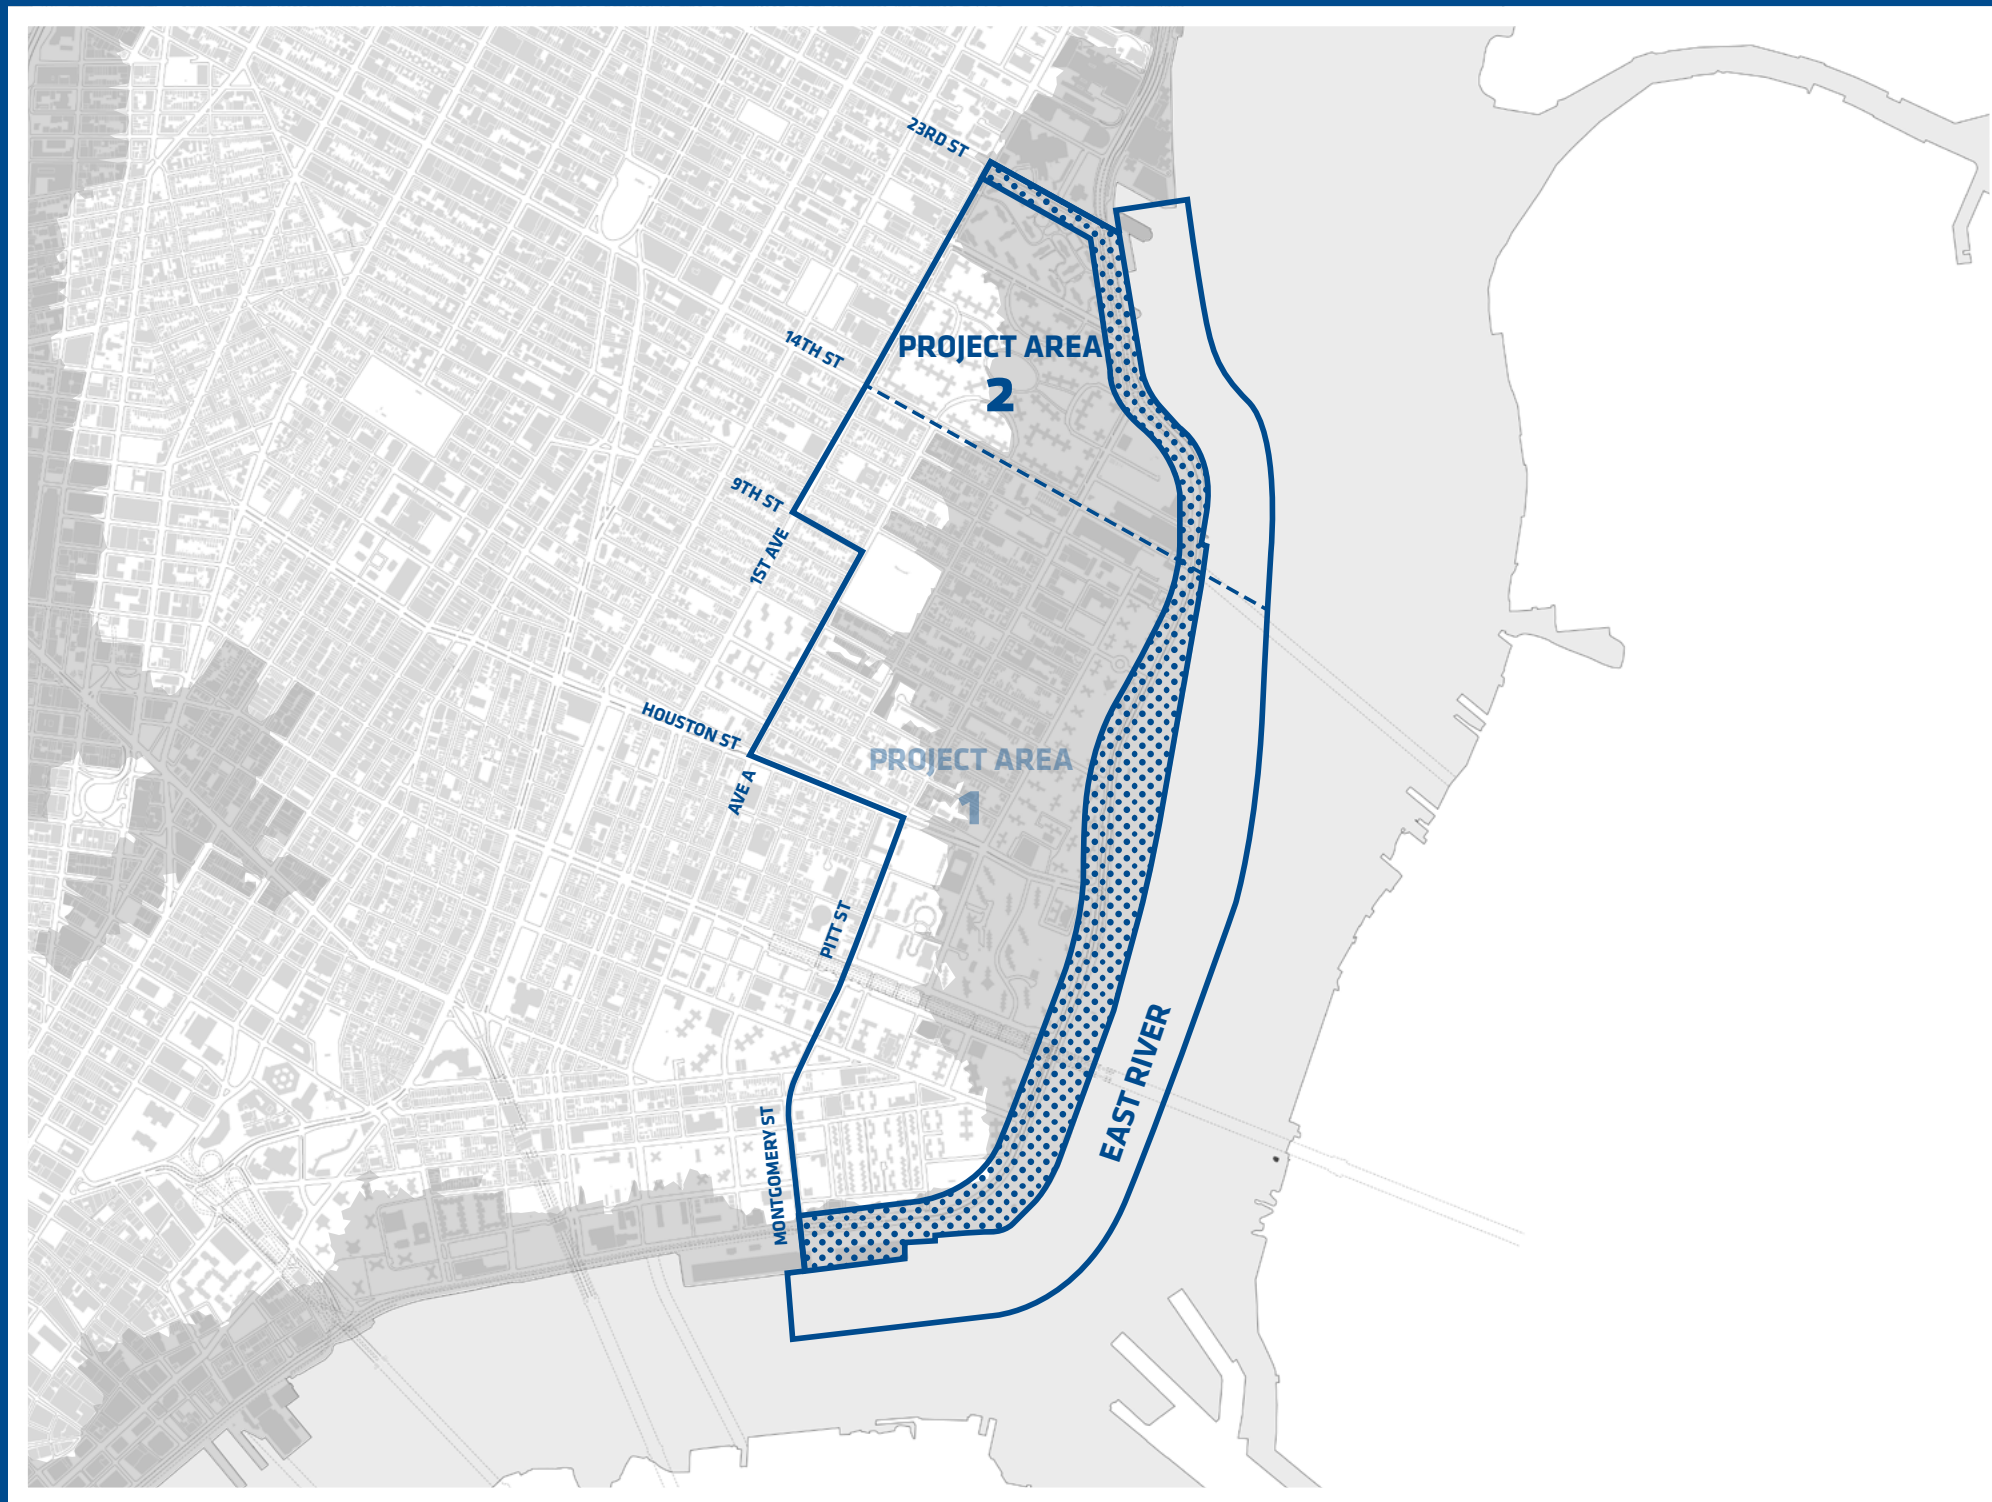 23RD ST
14TH ST
PROJECT AREA
2
9TH ST
1ST AVE
HOUSTON ST
AVE A
PROJECT AREA
1
PITT ST
EAST RIVER
MONTGOMERY ST